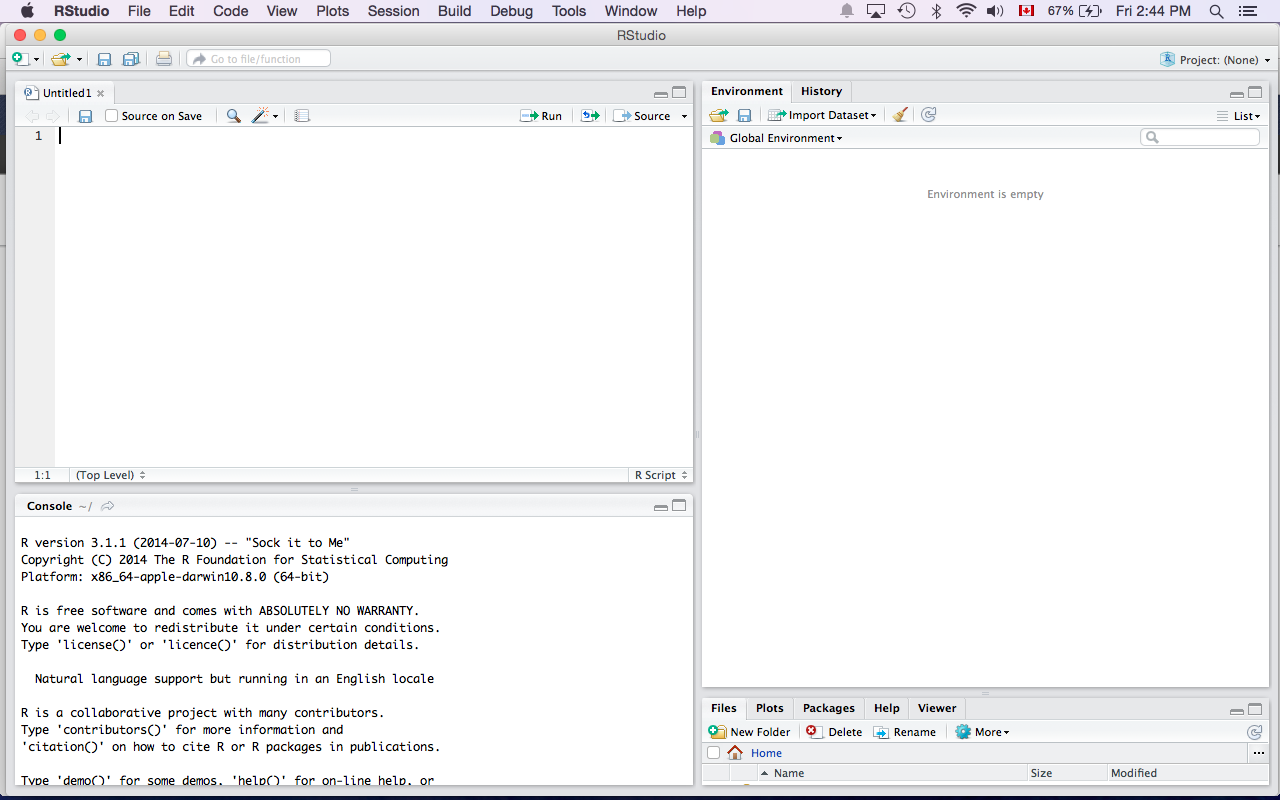 RStudio File Edit Code View Plots Session Build Debug Tools Window Help 67% Fri 2:44 PM
RStudio
Go to file/function Project: (None)
Untitled1
Source on Save Run Source
1
1:1 (Top Level) R Script
Console ~/
R version 3.1.1 (2014-07-10) -- "Sock it to Me"
Copyright (C) 2014 The R Foundation for Statistical Computing
Platform: x86_64-apple-darwin10.8.0 (64-bit)
R is free software and comes with ABSOLUTELY NO WARRANTY.
You are welcome to redistribute it under certain conditions.
Type 'license()' or 'licence()' for distribution details.
Natural language support but running in an English locale
R is a collaborative project with many contributors.
Type 'contributors()' for more information and
'citation()' on how to cite R or R packages in publications.
Type 'demo()' for some demos, 'help()' for on-line help, or
Environment History
Import Dataset List
Global Environment
Environment is empty
Files Plots Packages Help Viewer
New Folder Delete Rename More
Home ...
Name Size Modified